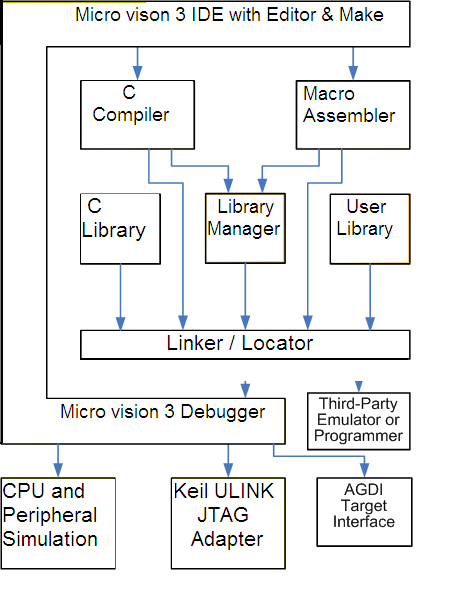 Micro vison 3 IDE with Editor & Make
C
Compiler
Macro
Assembler
C
Library
Library
Manager
User
Library
Linker / Locator
Micro vision 3 Debugger
Third-Party
Emulator or
Programmer
CPU and
Peripheral
Simulation
Keil ULINK
JTAG
Adapter
AGDI
Target
Interface